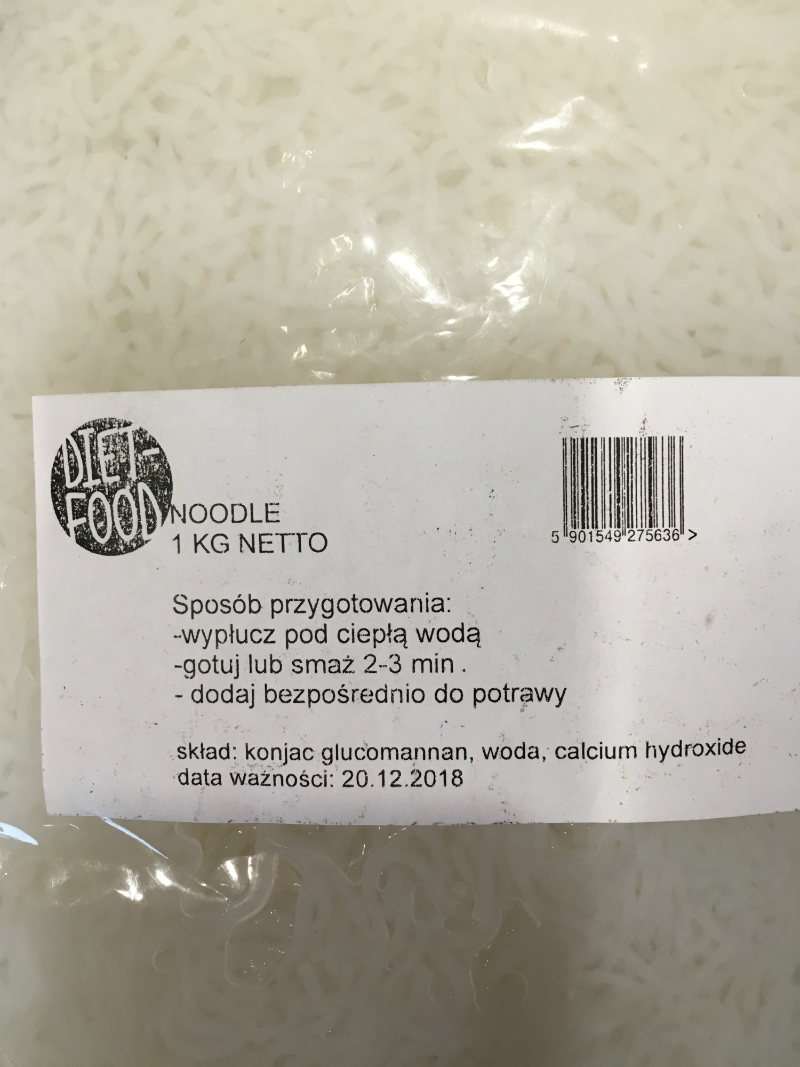 DIET-
FOOD
NOODLE
1 KG NETTO
5 901549 275636 >
Sposób przygotowania:
-wypłucz pod ciepłą wodą
-gotuj lub smaż 2-3 min .
- dodaj bezpośrednio do potrawy
skład: konjac glucomannan, woda, calcium hydroxide
data ważności: 20.12.2018